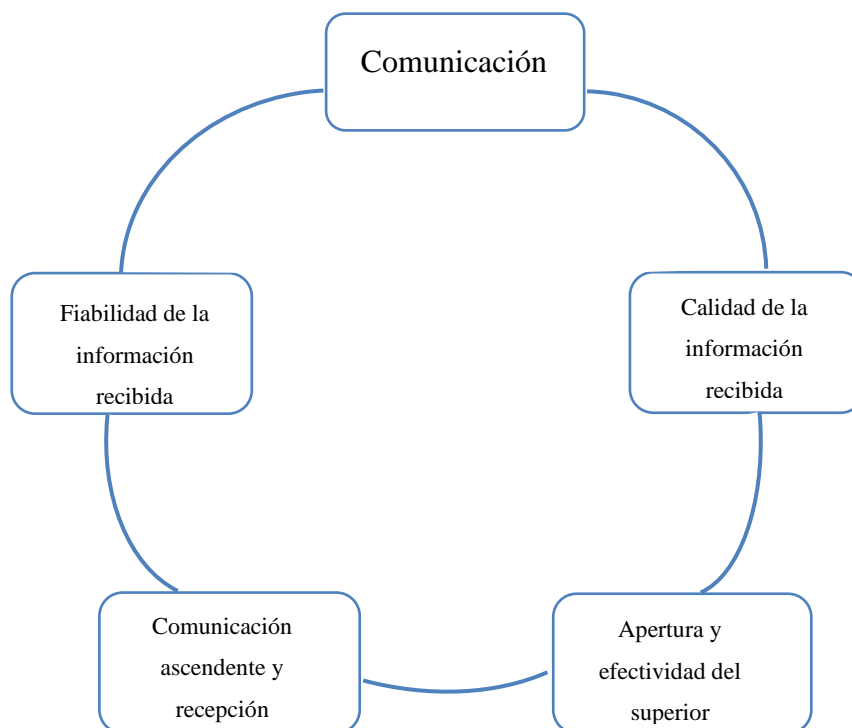 Comunicación
Fiabilidad de la
información
recibida
Calidad de la
información
recibida
Comunicación
ascendente y
recepción
Apertura y
efectividad del
superior